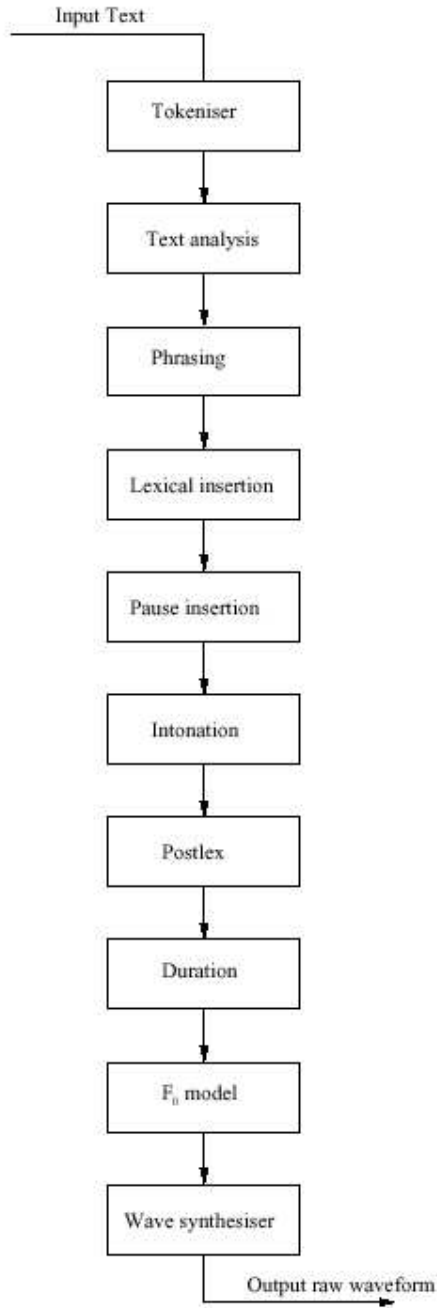 Input Text
Tokeniser
Text analysis
Phrasing
Lexical insertion
Pause insertion
Intonation
Postlex
Duration
F₀ model
Wave synthesiser
Output raw waveform